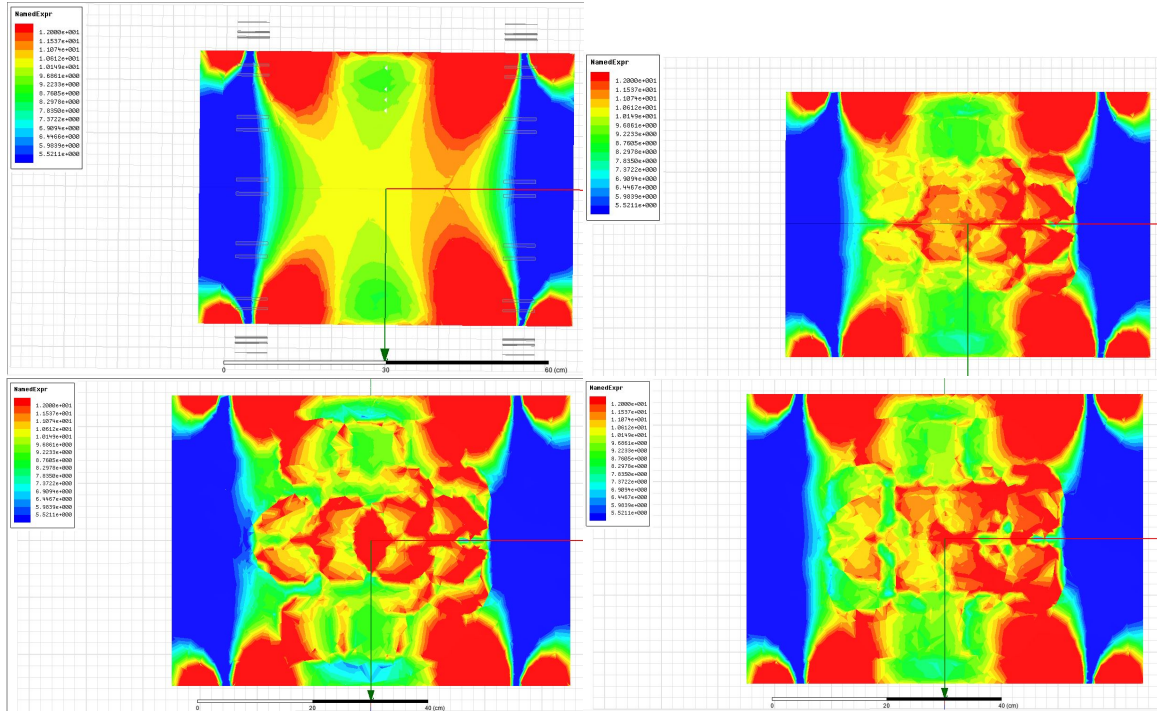 NamedExpr
1.2000e+001
1.1537e+001
1.1074e+001
1.0612e+001
1.0149e+001
9.6861e+000
9.2233e+000
8.7605e+000
8.2978e+000
7.8350e+000
7.3722e+000
6.9094e+000
6.4466e+000
5.9839e+000
5.5211e+000
0
30
60 (cm)
NamedExpr
1.2000e+001
1.1537e+001
1.1074e+001
1.0612e+001
1.0149e+001
9.6861e+000
9.2233e+000
8.7605e+000
8.2978e+000
7.8350e+000
7.3722e+000
6.9094e+000
6.4467e+000
5.9839e+000
5.5211e+000
NamedExpr
1.2000e+001
1.1537e+001
1.1074e+001
1.0612e+001
1.0149e+001
9.6861e+000
9.2233e+000
8.7605e+000
8.2978e+000
7.8350e+000
7.3722e+000
6.9094e+000
6.4466e+000
5.9839e+000
5.5211e+000
0
20
40 (cm)
NamedExpr
1.2000e+001
1.1537e+001
1.1074e+001
1.0612e+001
1.0149e+001
9.6861e+000
9.2233e+000
8.7605e+000
8.2978e+000
7.8350e+000
7.3722e+000
6.9094e+000
6.4466e+000
5.9839e+000
5.5211e+000
0
20
40 (cm)